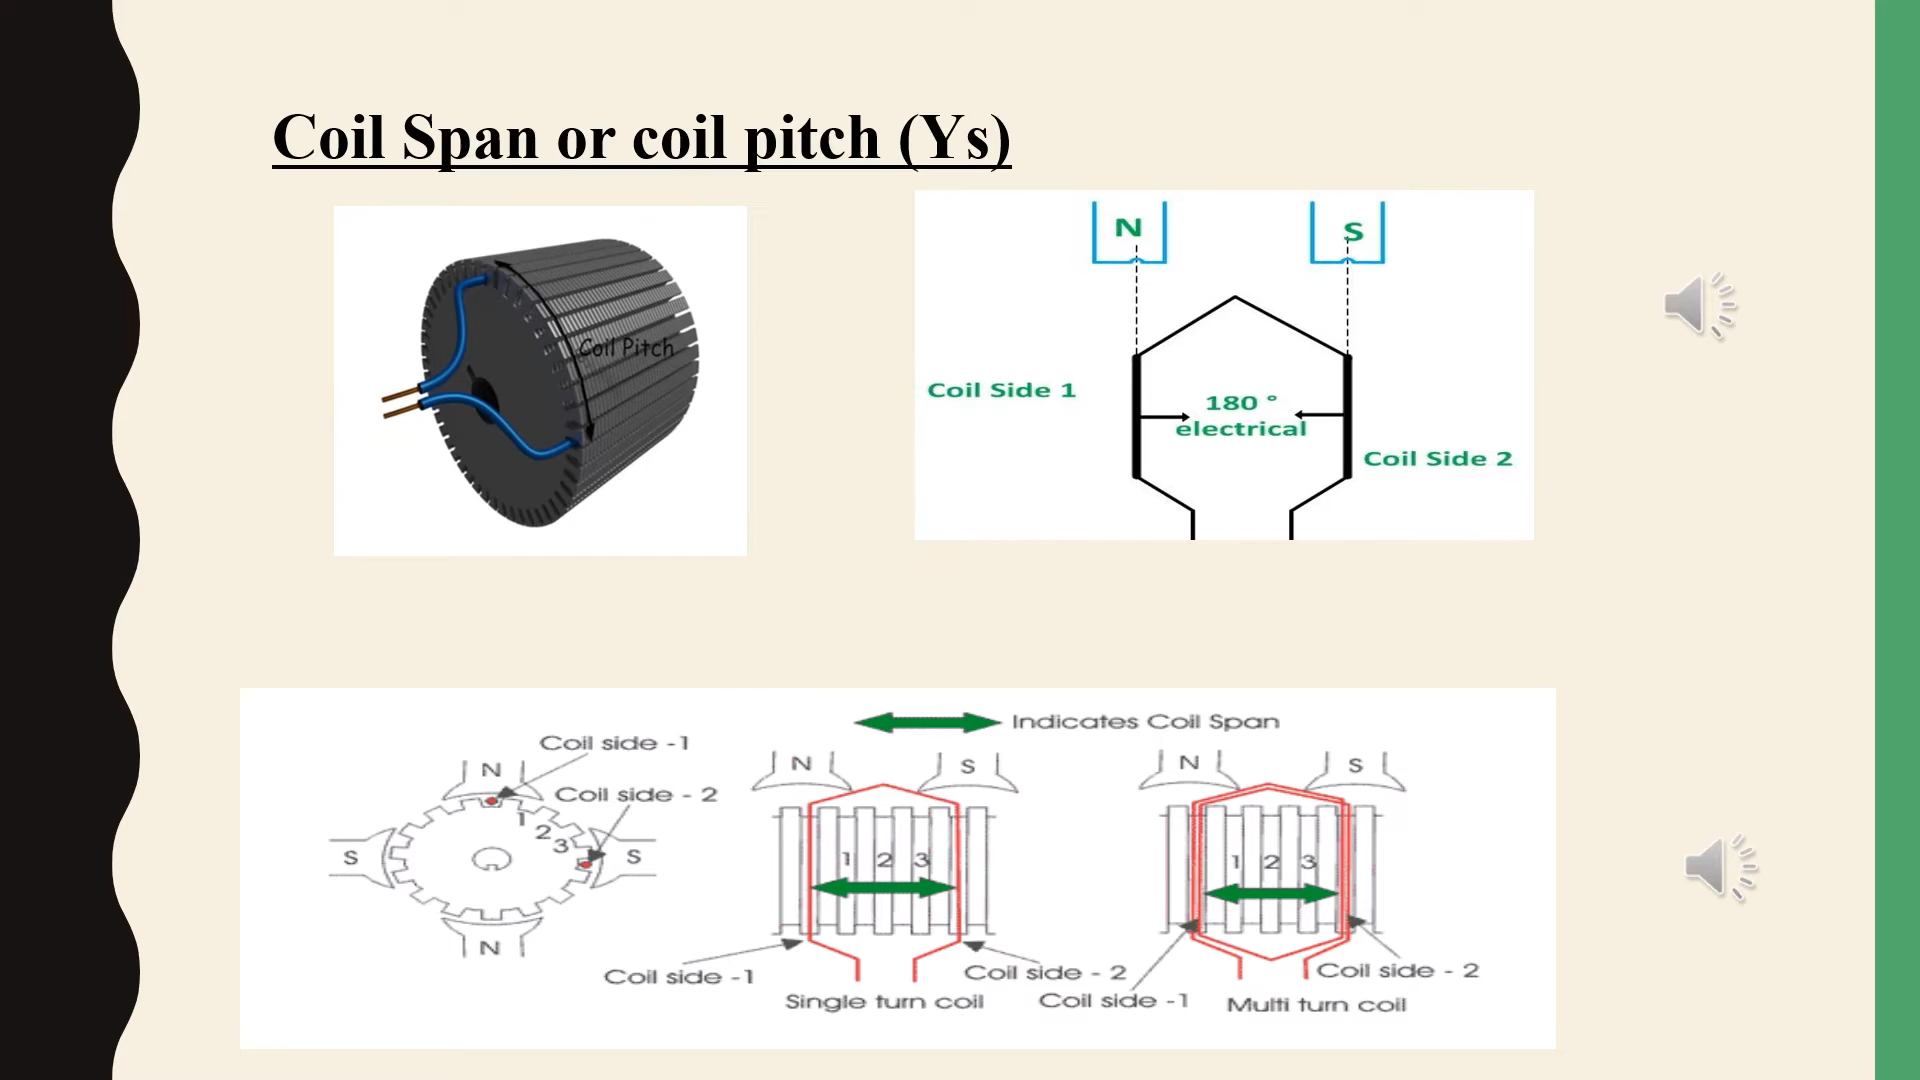 Coil Span or coil pitch (Ys)
Coil Pitch
N
S
Coil Side 1
180 °
electrical
Coil Side 2
Indicates Coil Span
Coil side -1
N
Coil side - 2
1
2
3
S
S
N
N
S
1 2 3
Coil side -1
Coil side - 2
Single turn coil
N
S
1 2 3
Coil side -1
Coil side - 2
Multi turn coil